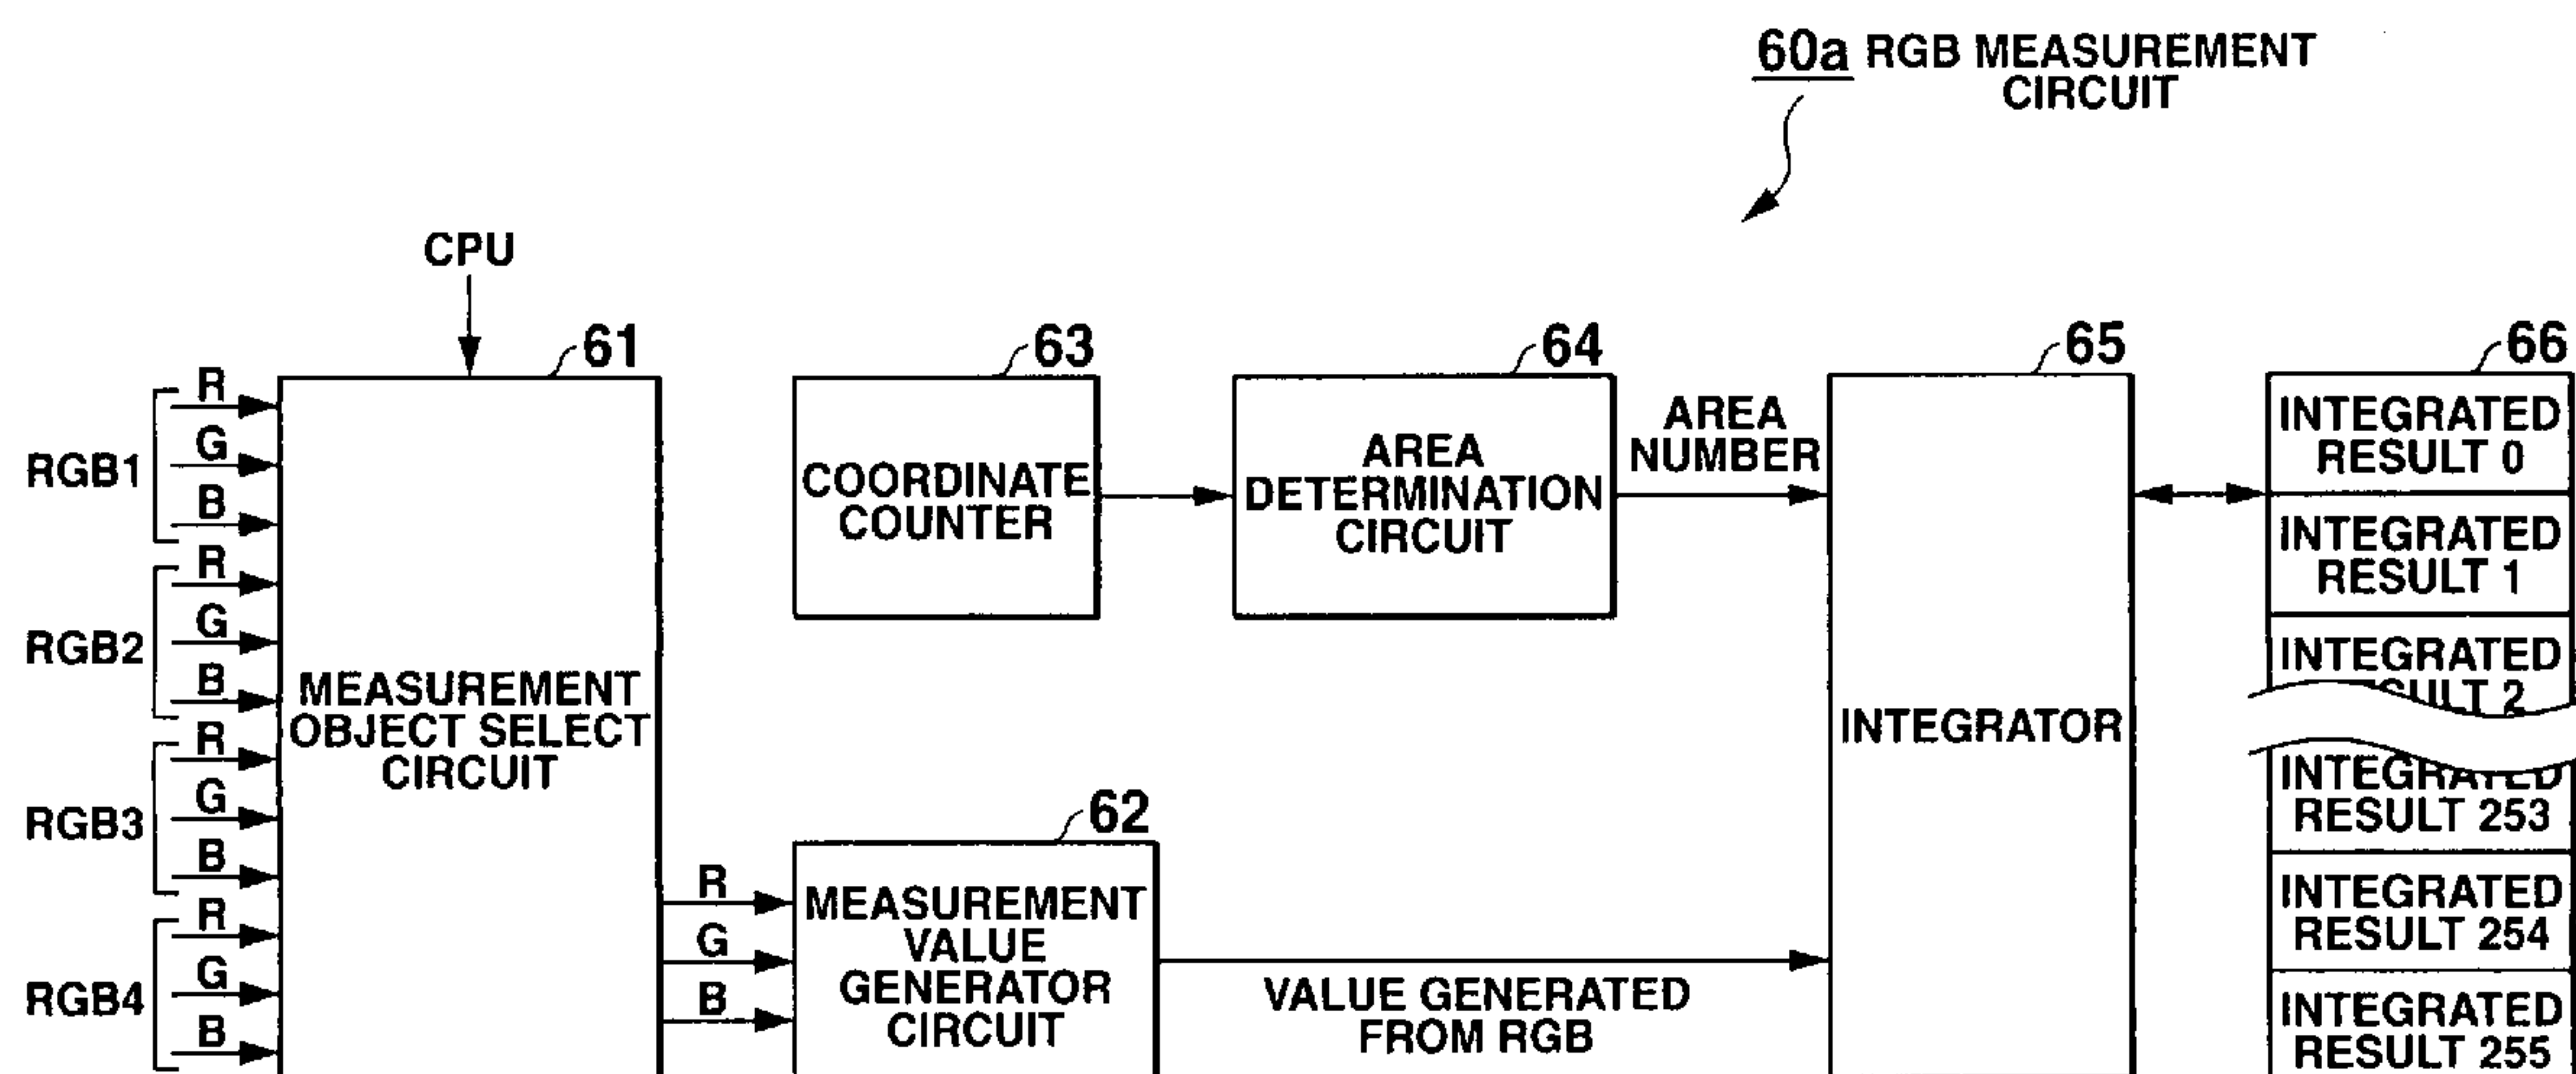 60a RGB MEASUREMENT
CIRCUIT
CPU
61
63
64
65
66
RGB1
R
G
B
RGB2
R
G
B
RGB3
R
G
B
RGB4
R
G
B
MEASUREMENT
OBJECT SELECT
CIRCUIT
COORDINATE
COUNTER
AREA
DETERMINATION
CIRCUIT
AREA
NUMBER
INTEGRATOR
62
R
G
B
MEASUREMENT
VALUE
GENERATOR
CIRCUIT
VALUE GENERATED
FROM RGB
INTEGRATED
RESULT 0
INTEGRATED
RESULT 1
INTEGRATED
2
INTEGRATED
RESULT 253
INTEGRATED
RESULT 254
INTEGRATED
RESULT 255